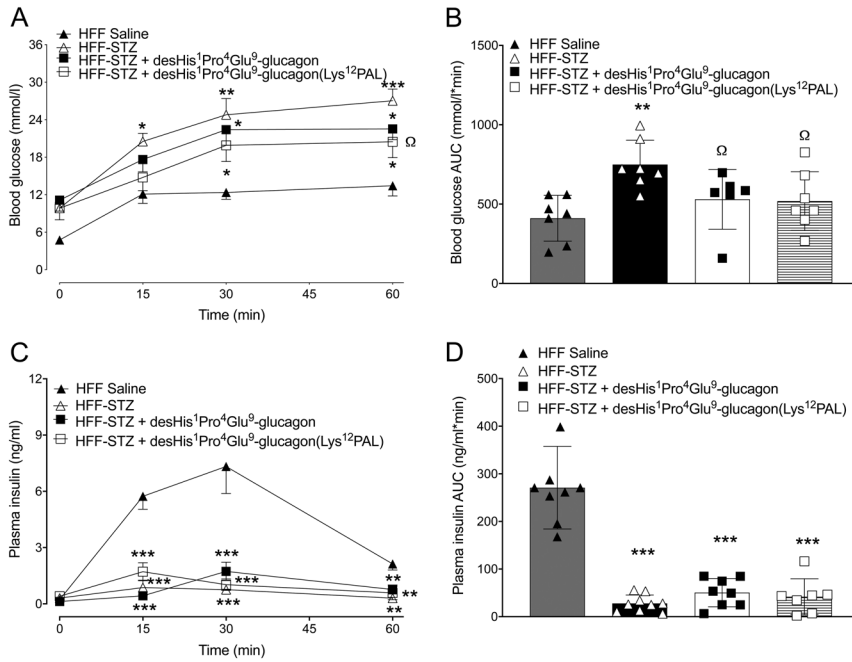 A
HFF Saline
HFF-STZ
HFF-STZ + desHis¹Pro⁴Glu⁹-glucagon
HFF-STZ + desHis¹Pro⁴Glu⁹-glucagon(Lys¹²PAL)
Blood glucose (mmol/l)
36
30
24
18
12
6
0
*
**
***
*
*
Ω
*
*
0
15
30
45
60
Time (min)
B
HFF Saline
HFF-STZ
HFF-STZ + desHis¹Pro⁴Glu⁹-glucagon
HFF-STZ + desHis¹Pro⁴Glu⁹-glucagon(Lys¹²PAL)
Blood glucose AUC (mmol/l*min)
1500
1000
500
0
**
Ω
Ω
C
HFF Saline
HFF-STZ
HFF-STZ + desHis¹Pro⁴Glu⁹-glucagon
HFF-STZ + desHis¹Pro⁴Glu⁹-glucagon(Lys¹²PAL)
Plasma insulin (ng/ml)
12
9
6
3
0
***
***
***
***
***
***
**
**
**
0
15
30
45
60
Time (min)
D
HFF Saline
HFF-STZ
HFF-STZ + desHis¹Pro⁴Glu⁹-glucagon
HFF-STZ + desHis¹Pro⁴Glu⁹-glucagon(Lys¹²PAL)
Plasma insulin AUC (ng/ml*min)
500
400
300
200
100
0
***
***
***